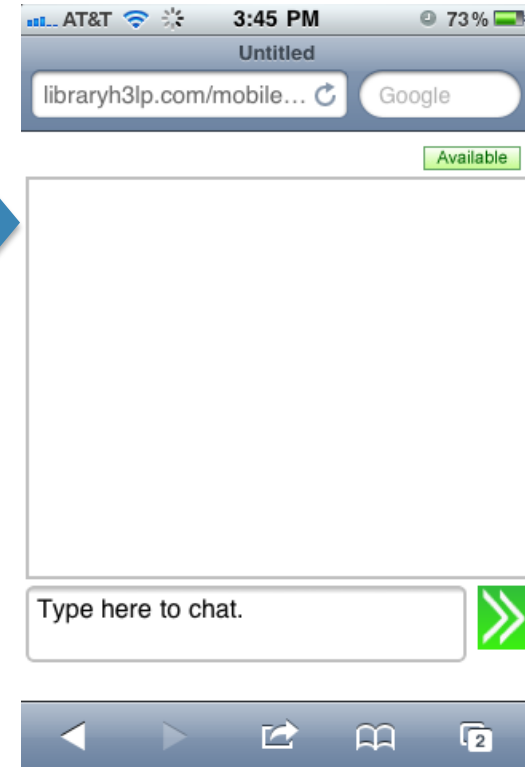 AT&T 3:45 PM 73%
Untitled
libraryh3lp.com/mobile... Google
Available
Type here to chat.
2